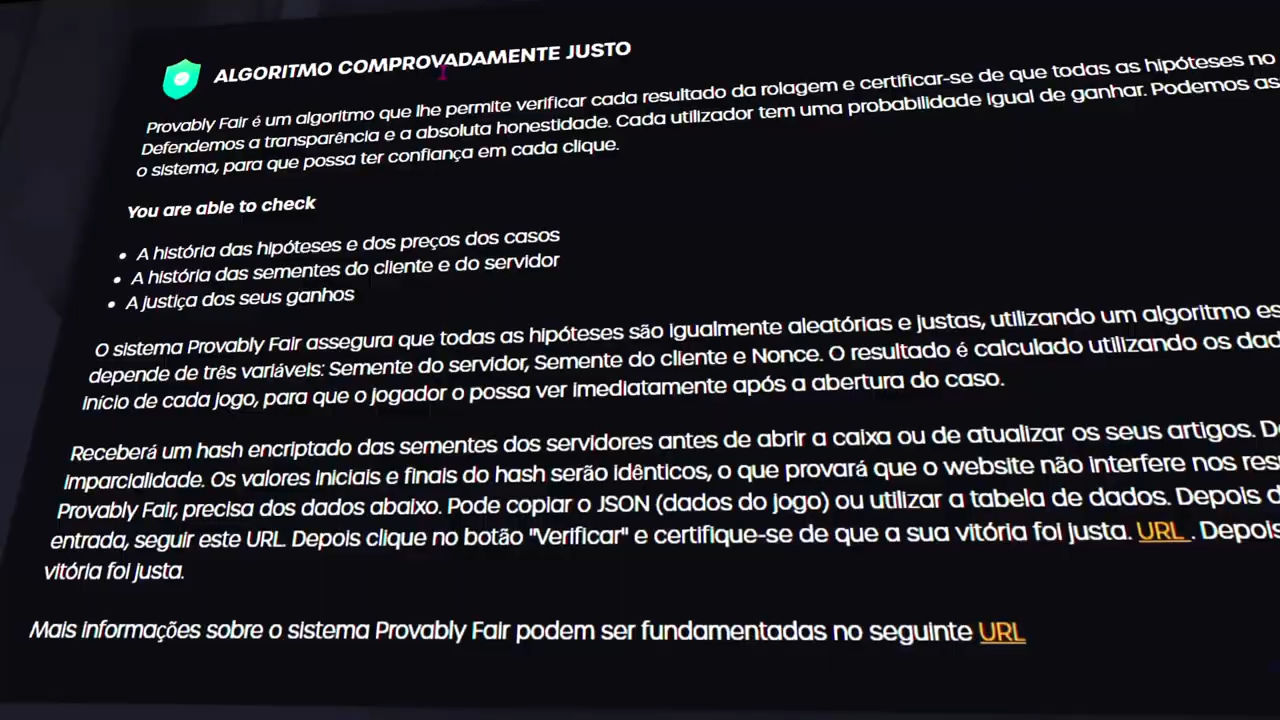 ALGORITMO COMPROVADAMENTE JUSTO
Provably Fair é um algoritmo que lhe permite verificar cada resultado da rolagem e certificar-se de que todas as hipóteses no
Defendemos a transparência e a absoluta honestidade. Cada utilizador tem uma probabilidade igual de ganhar. Podemos as
o sistema, para que possa ter confiança em cada clique.
You are able to check
• A história das hipóteses e dos preços dos casos
• A história das sementes do cliente e do servidor
• A justiça dos seus ganhos
O sistema Provably Fair assegura que todas as hipóteses são igualmente aleatórias e justas, utilizando um algoritmo es
depende de três variáveis: Semente do servidor, Semente do cliente e Nonce. O resultado é calculado utilizando os dad
início de cada jogo, para que o jogador o possa ver imediatamente após a abertura do caso.
Receberá um hash encriptado das sementes dos servidores antes de abrir a caixa ou de atualizar os seus artigos. De
imparcialidade. Os valores iniciais e finais do hash serão idênticos, o que provará que o website não interfere nos res
Provably Fair, precisa dos dados abaixo. Pode copiar o JSON (dados do jogo) ou utilizar a tabela de dados. Depois d
entrada, seguir este URL. Depois clique no botão "Verificar" e certifique-se de que a sua vitória foi justa. URL . Depois
vitória foi justa.
Mais informações sobre o sistema Provably Fair podem ser fundamentadas no seguinte URL